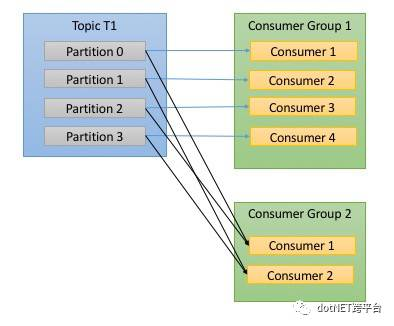 Topic T1
Partition 0
Partition 1
Partition 2
Partition 3
Consumer Group 1
Consumer 1
Consumer 2
Consumer 3
Consumer 4
Consumer Group 2
Consumer 1
Consumer 2
dotNET跨平台